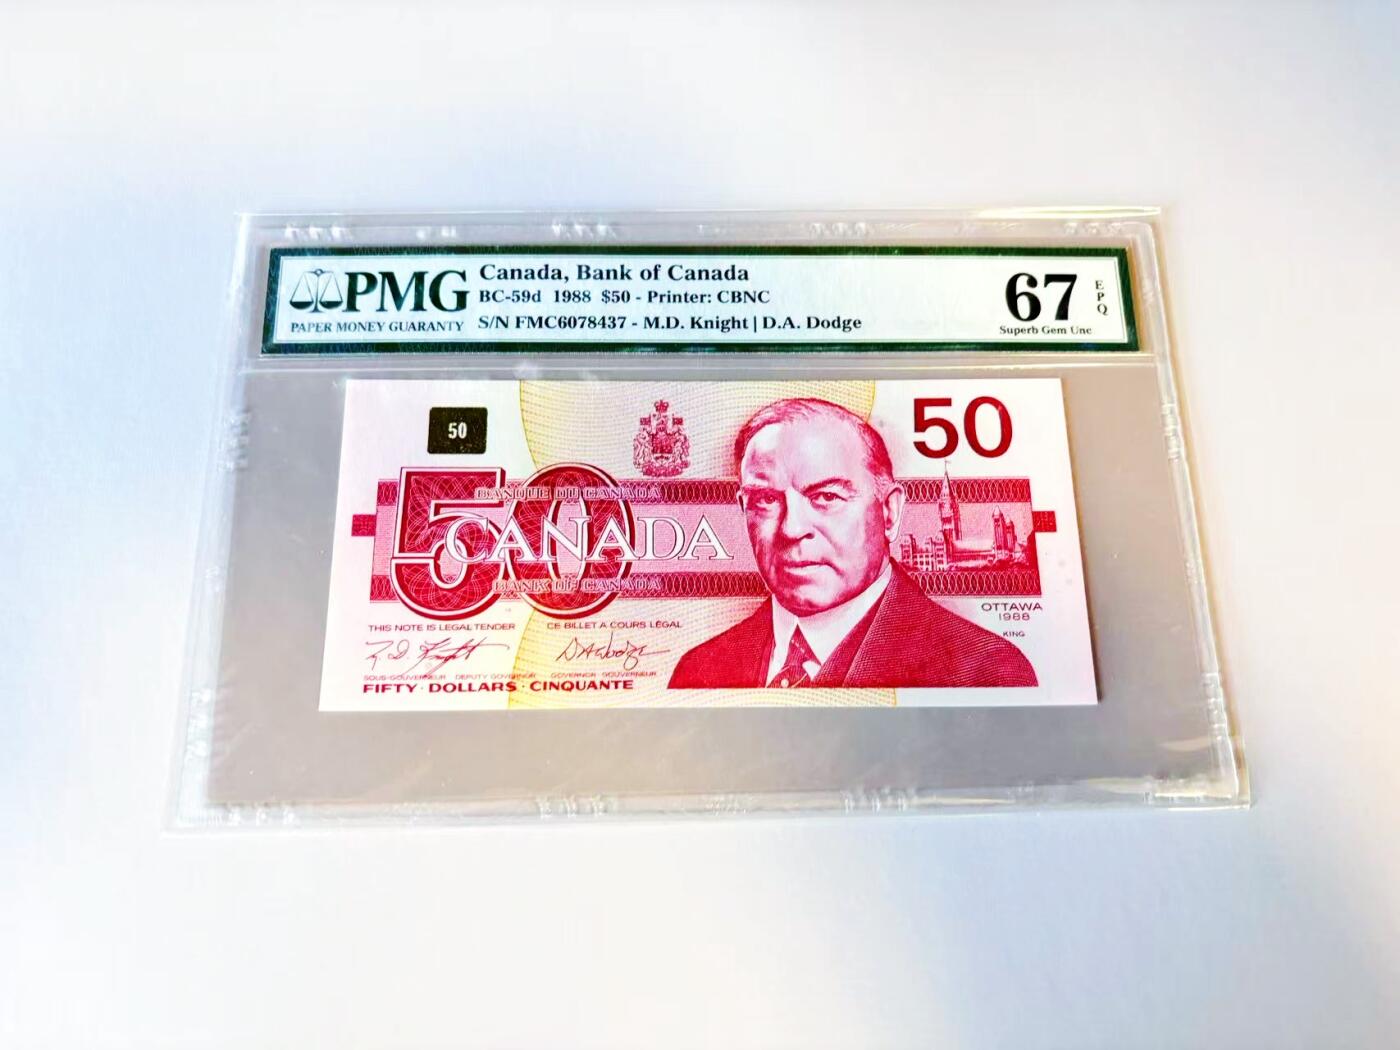 PMG
PAPER MONEY GUARANTY
Canada, Bank of Canada
BC-59d 1988 $50 - Printer: CBNC
S/N FMC6078437 - M.D. Knight | D.A. Dodge
67
EPQ
Superb Gem Unc
50
50
50
BANQUE DU CANADA
CANADA
BANK OF CANADA
OTTAWA
1988
KING
THIS NOTE IS LEGAL TENDER
CE BILLET A COURS LÉGAL
SOUS-GOUVERNEUR DEPUTY GOVERNOR
GOVERNOR GOUVERNEUR
FIFTY · DOLLARS · CINQUANTE